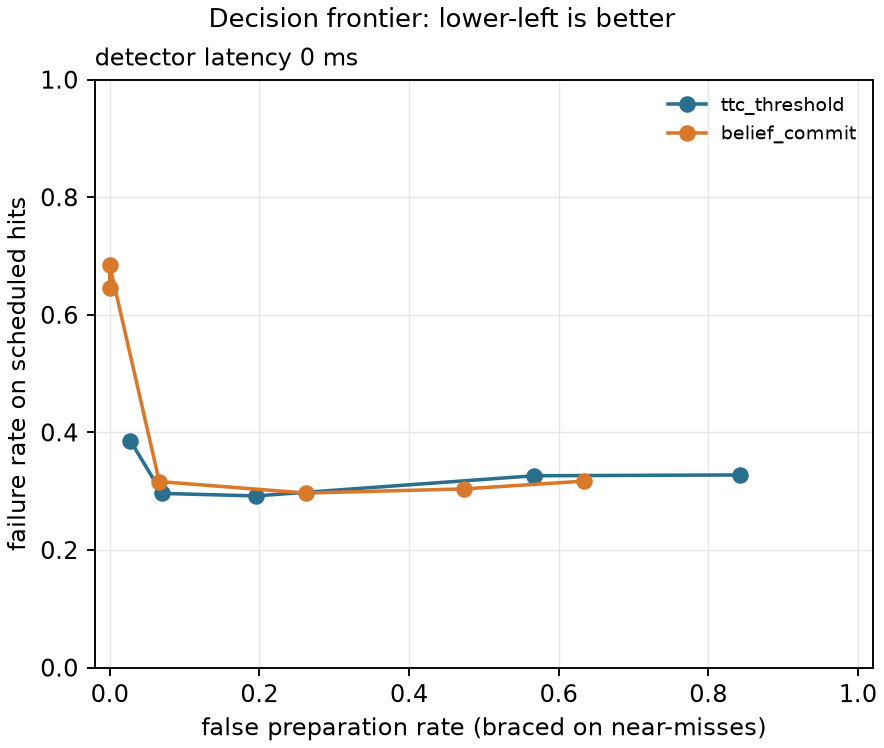 Decision frontier: lower-left is better
detector latency 0 ms
ttc_threshold
belief_commit
failure rate on scheduled hits
1.0
0.8
0.6
0.4
0.2
0.0
0.0 0.2 0.4 0.6 0.8 1.0
false preparation rate (braced on near-misses)